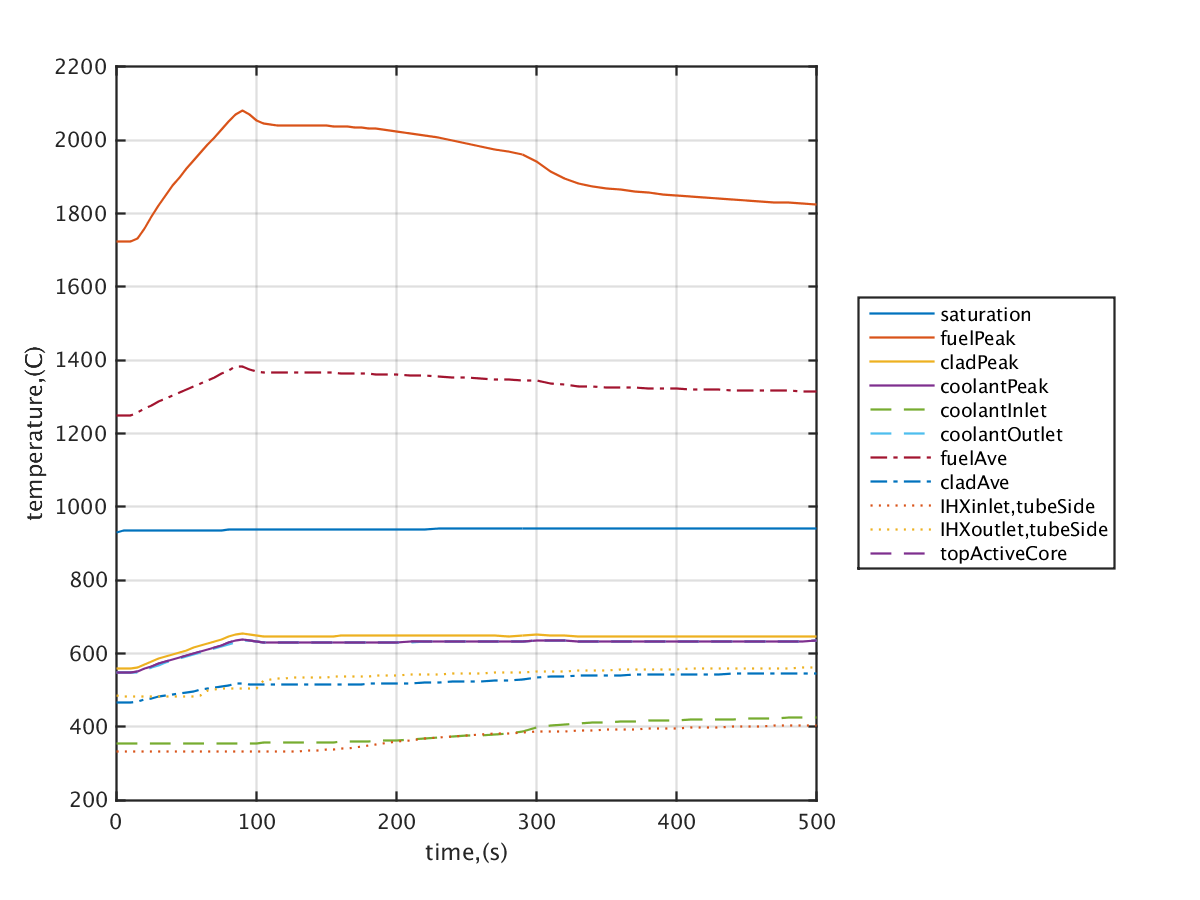 2200
2000
1800
1600
1400
1200
1000
800
600
400
200
0 100 200 300 400 500
temperature,(C)
time,(s)
saturation
fuelPeak
cladPeak
coolantPeak
coolantInlet
coolantOutlet
fuelAve
cladAve
IHXinlet,tubeSide
IHXoutlet,tubeSide
topActiveCore